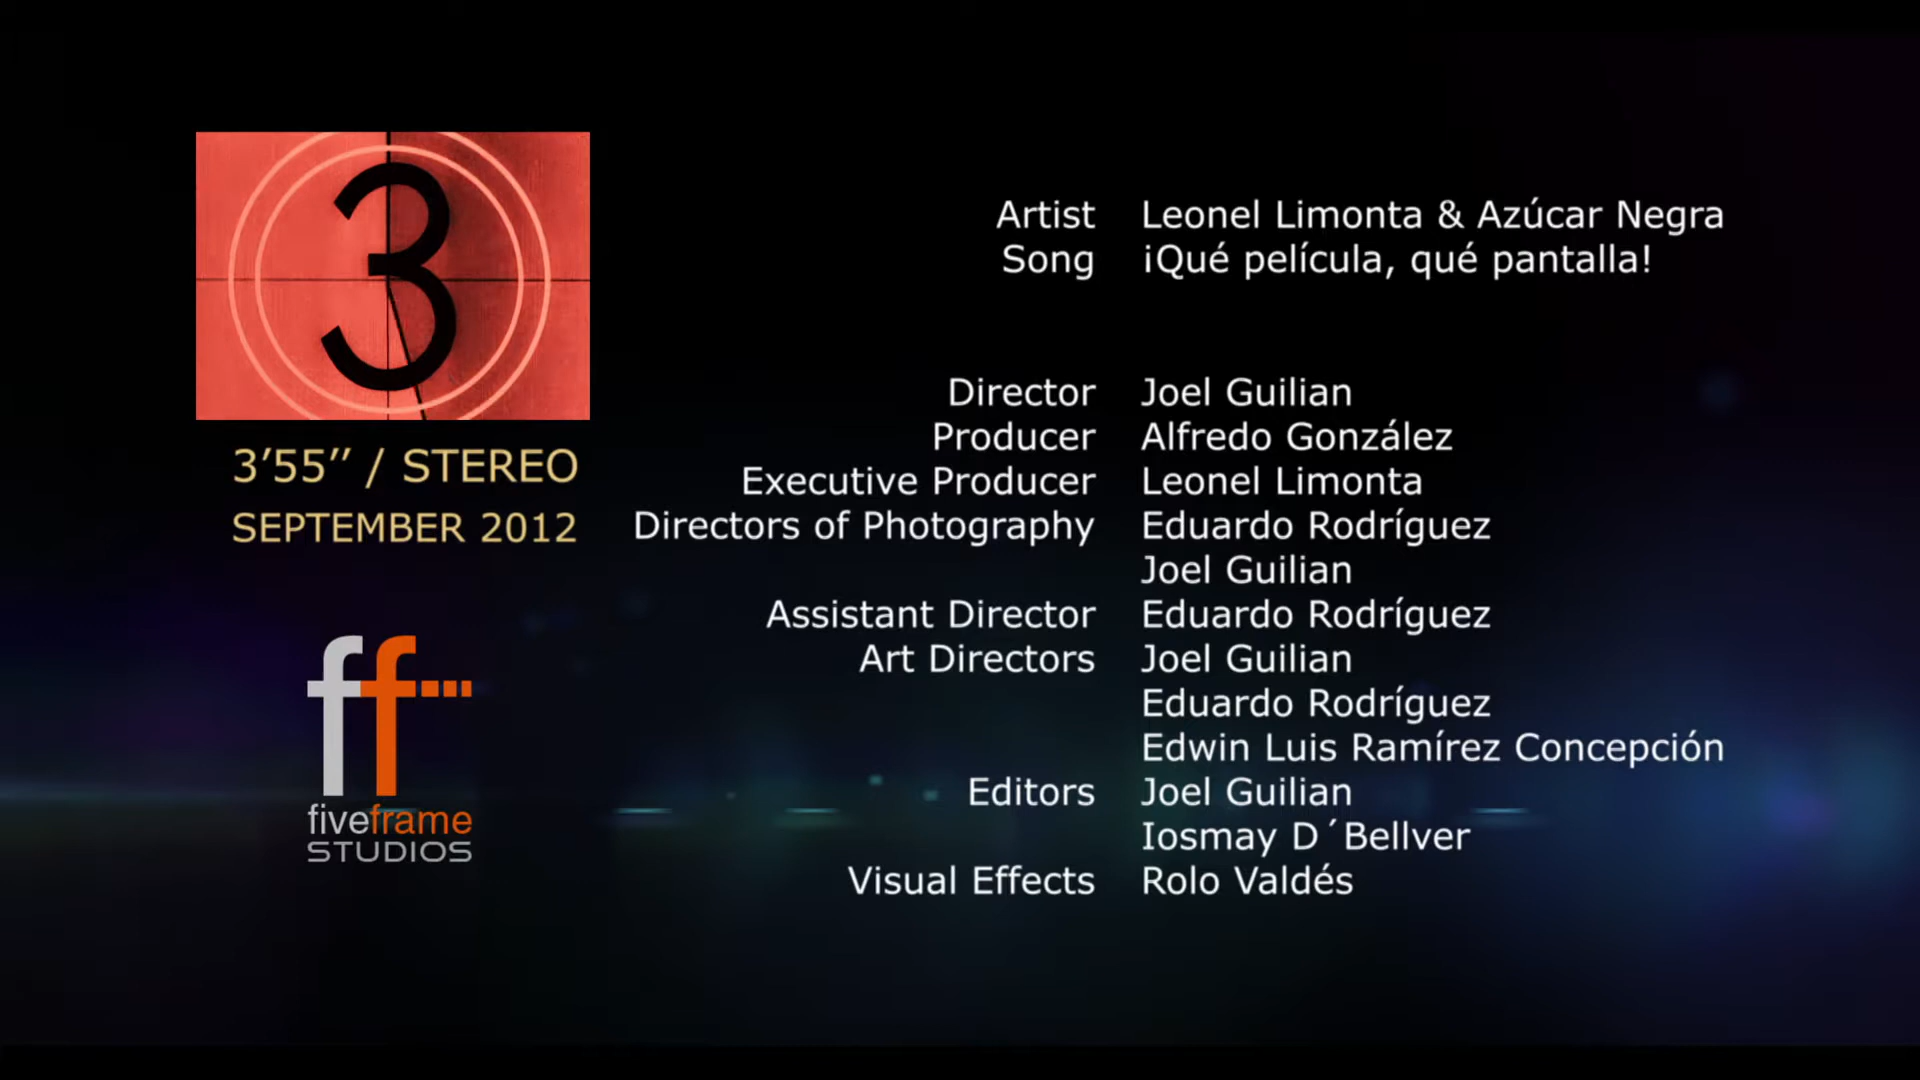 3
3’55’’ / STEREO
SEPTEMBER 2012
ff
fiveframe
STUDIOS
Artist Leonel Limonta & Azúcar Negra
Song ¡Qué película, qué pantalla!
Director Joel Guilian
Producer Alfredo González
Executive Producer Leonel Limonta
Directors of Photography Eduardo Rodríguez
Joel Guilian
Assistant Director Eduardo Rodríguez
Art Directors Joel Guilian
Eduardo Rodríguez
Edwin Luis Ramírez Concepción
Editors Joel Guilian
Iosmay D´Bellver
Visual Effects Rolo Valdés